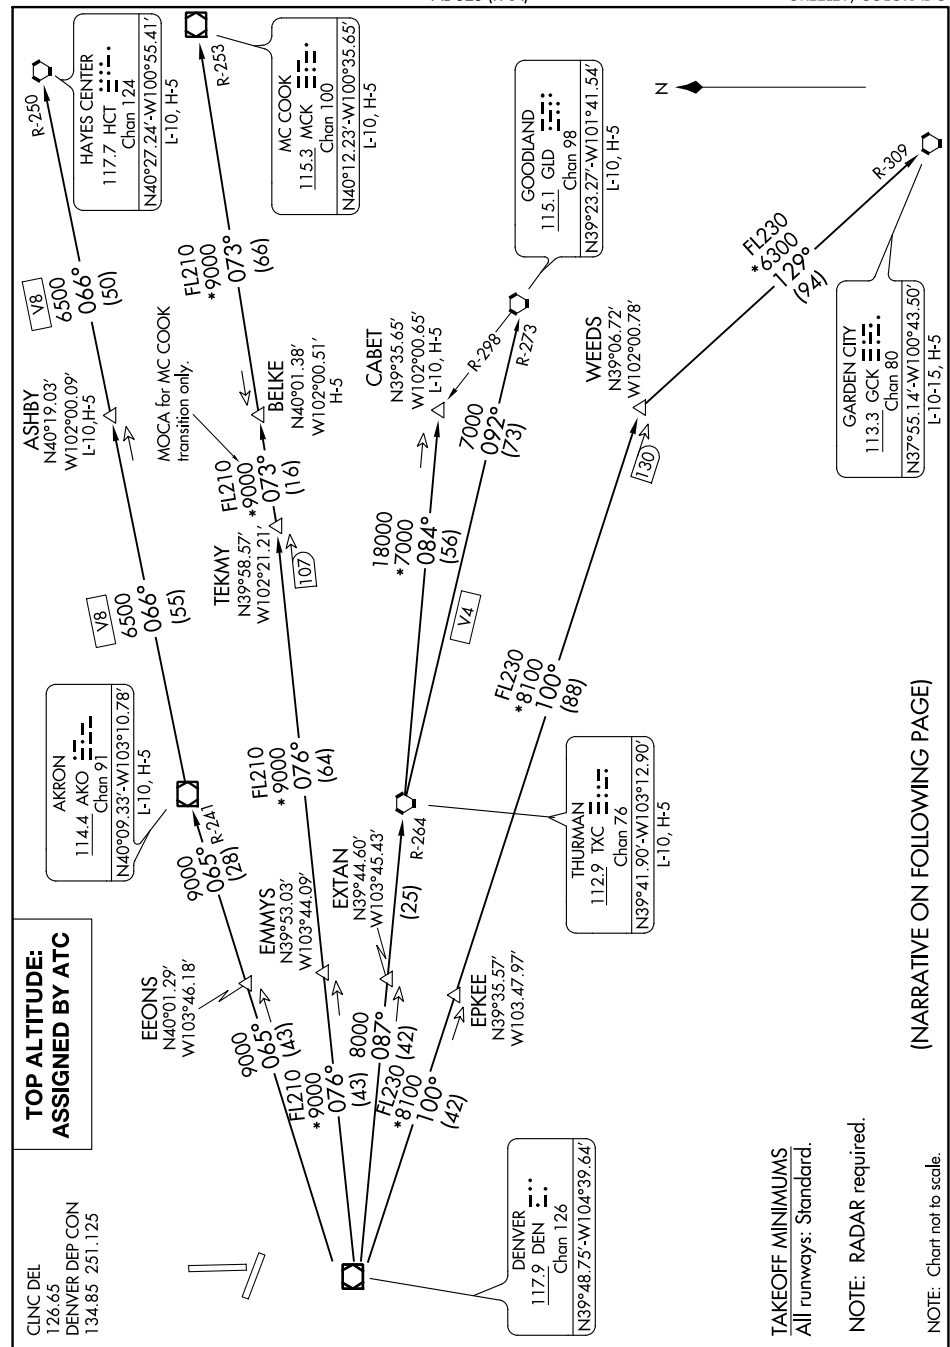 TOP ALTITUDE:
ASSIGNED BY ATC
CLNC DEL
126.65
DENVER DEP CON
134.85 251.125
HAYES CENTER
117.7 HCT
Chan 124
N40°27.24'-W100°55.41'
L-10, H-5
R-250
MC COOK
115.3 MCK
Chan 100
N40°12.23'-W100°35.65'
L-10, H-5
R-253
GOODLAND
115.1 GLD
Chan 98
N39°23.27'-W101°41.54'
L-10, H-5
N
R-309
GARDEN CITY
113.3 GCK
Chan 80
N37°55.14'-W100°43.50'
L-10-15, H-5
V8
6500
066°
(50)
FL210
*9000
073°
(66)
FL230
*6300
129°
(94)
ASHBY
N40°19.03'
W102°00.09'
L-10,H-5
MOCA for MC COOK
transition only.
BELKE
N40°01.38'
W102°00.51'
H-5
CABET
N39°35.65'
W102°00.65'
L-10, H-5
R-298
R-273
WEEDS
N39°06.72'
W102°00.78'
FL210
*9000
073°
(16)
7000
092°
(73)
130
TEKMY
N39°58.57'
W102°21.21'
107
18000
*7000
084°
(56)
V8
6500
066°
(55)
V4
FL230
*8100
100°
(88)
AKRON
114.4 AKO
Chan 91
N40°09.33'-W103°10.78'
L-10, H-5
R-241
FL210
*9000
076°
(64)
THURMAN
112.9 TXC
Chan 76
N39°41.90'-W103°12.90'
L-10, H-5
R-264
9000
065°
(28)
(25)
EMMYS
N39°53.03'
W103°44.09'
EXTAN
N39°44.60'
W103°45.43'
EEONS
N40°01.29'
W103°46.18'
EPKEE
N39°35.57'
W103.47.97'
9000
065°
(43)
FL210
*9000
076°
(43)
8000
087°
(42)
FL230
*8100
100°
(42)
DENVER
117.9 DEN
Chan 126
N39°48.75'-W104°39.64'
TAKEOFF MINIMUMS
All runways: Standard.
NOTE: RADAR required.
NOTE: Chart not to scale.
(NARRATIVE ON FOLLOWING PAGE)